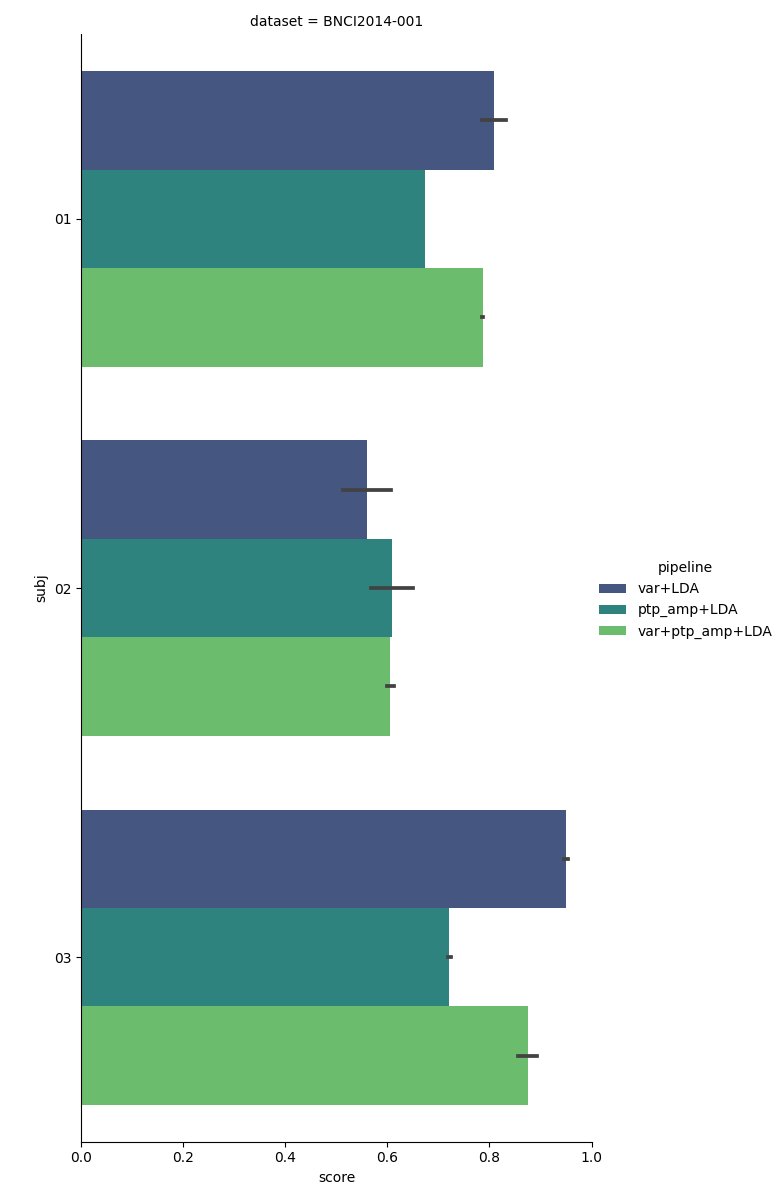 dataset = BNCI2014-001
01
02
03
subj
0.0 0.2 0.4 0.6 0.8 1.0
score
pipeline
var+LDA
ptp_amp+LDA
var+ptp_amp+LDA